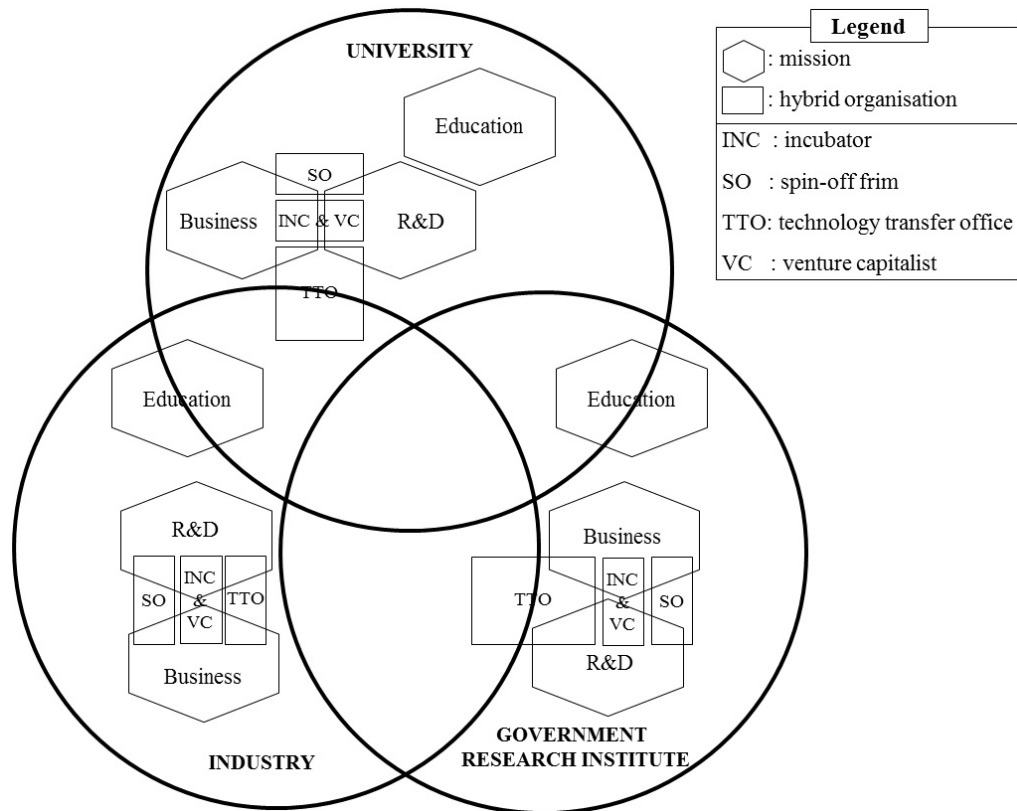 Legend
: mission
: hybrid organisation
INC : incubator
SO : spin-off frim
TTO: technology transfer office
VC : venture capitalist
UNIVERSITY
Education
SO
Business
INC & VC
R&D
TTO
Education
Education
R&D
SO
INC
&
VC
TTO
Business
INDUSTRY
Business
TTO
INC
&
VC
SO
R&D
GOVERNMENT
RESEARCH INSTITUTE